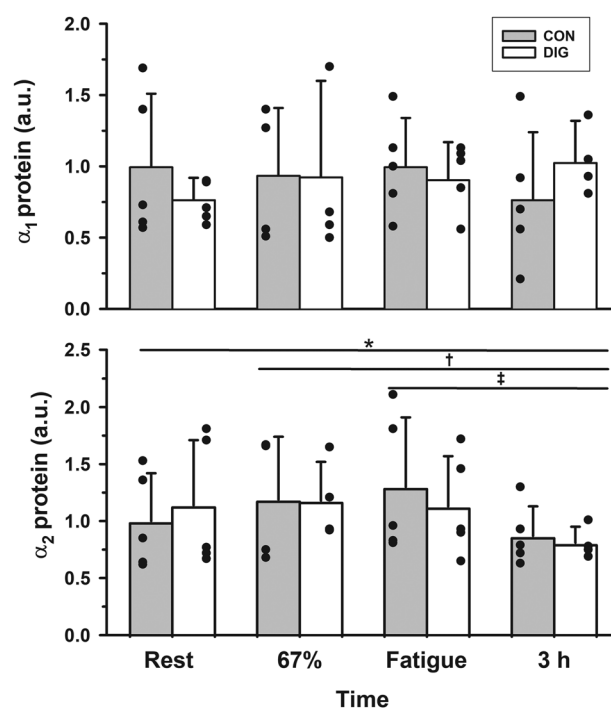 CON
DIG
α1 protein (a.u.)
2.0
1.5
1.0
0.5
0.0
*
†
‡
α2 protein (a.u.)
2.5
2.0
1.5
1.0
0.5
0.0
Rest 67% Fatigue 3 h
Time